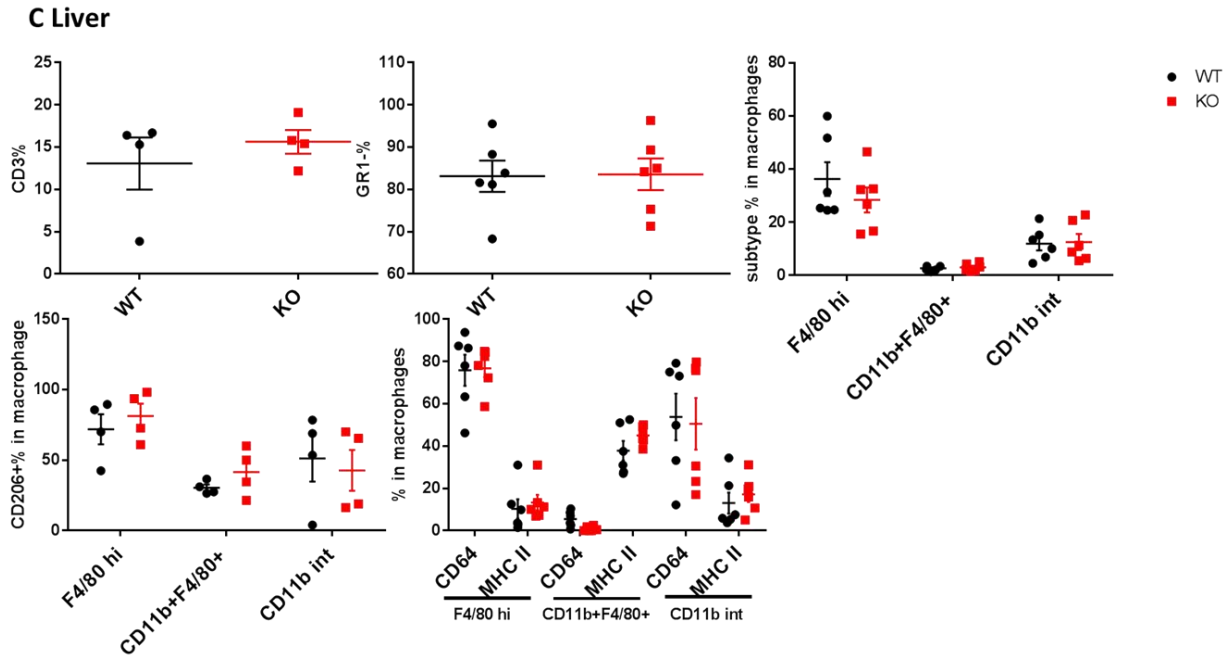 C Liver
CD3%
25
20
15
10
5
0
WT
KO
GR1-%
110
100
90
80
70
60
WT
KO
subtype % in macrophages
80
60
40
20
0
F4/80 hi
CD11b+F4/80+
CD11b int
WT
KO
CD206+% in macrophage
150
100
50
0
F4/80 hi
CD11b+F4/80+
CD11b int
% in macrophages
100
80
60
40
20
0
CD64
MHC II
CD64
MHC II
CD64
MHC II
F4/80 hi
CD11b+F4/80+
CD11b int